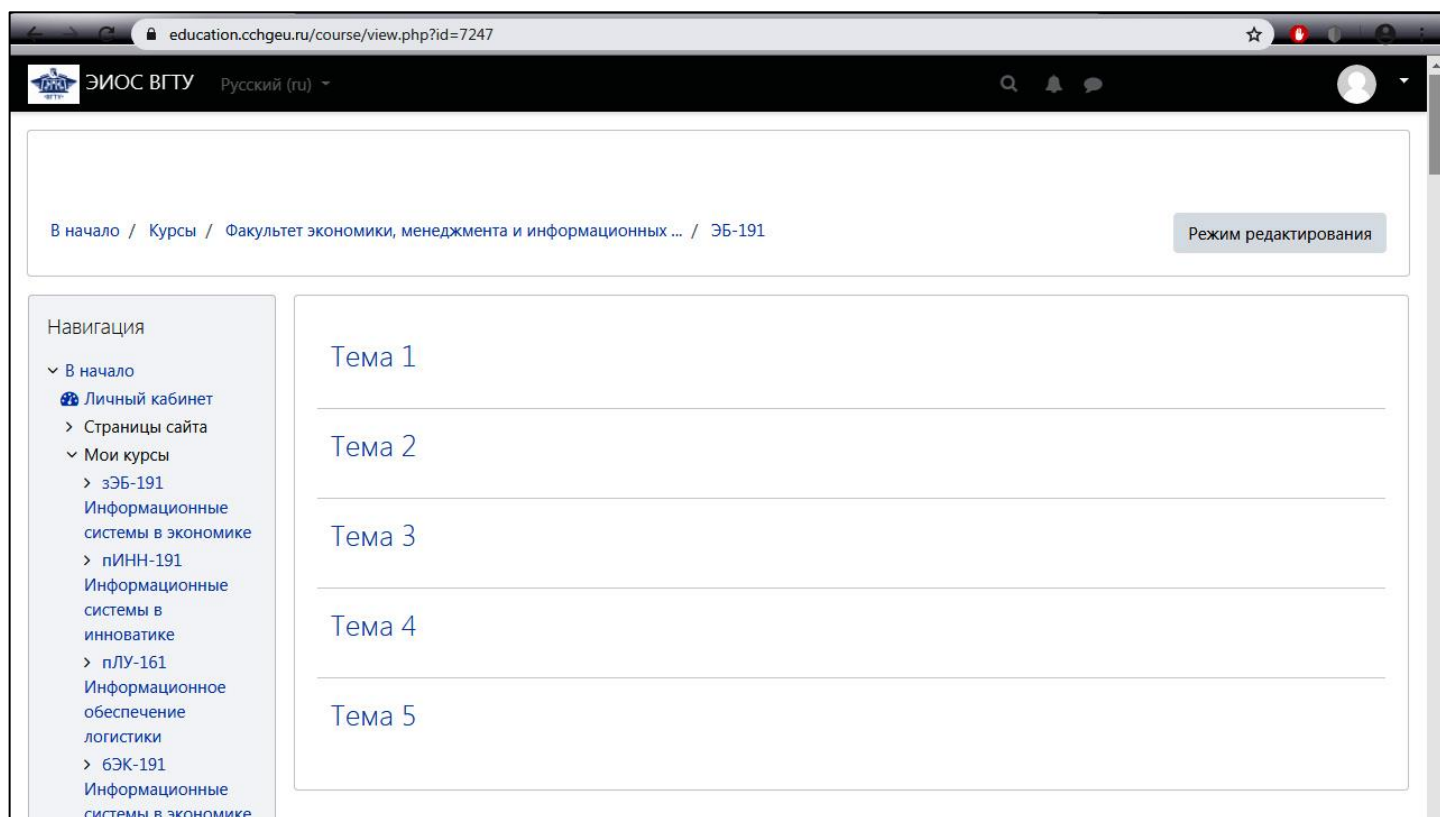 education.cchgeu.ru/course/view.php?id=7247
ЭИОС ВГТУ Русский (ru)
В начало / Курсы / Факультет экономики, менеджмента и информационных ... / ЭБ-191
Режим редактирования
Навигация
В начало
Личный кабинет
Страницы сайта
Мои курсы
зЭБ-191
Информационные
системы в экономике
пИНН-191
Информационные
системы в
инноватике
пЛУ-161
Информационное
обеспечение
логистики
бЭК-191
Информационные
системы в экономике
Тема 1
Тема 2
Тема 3
Тема 4
Тема 5